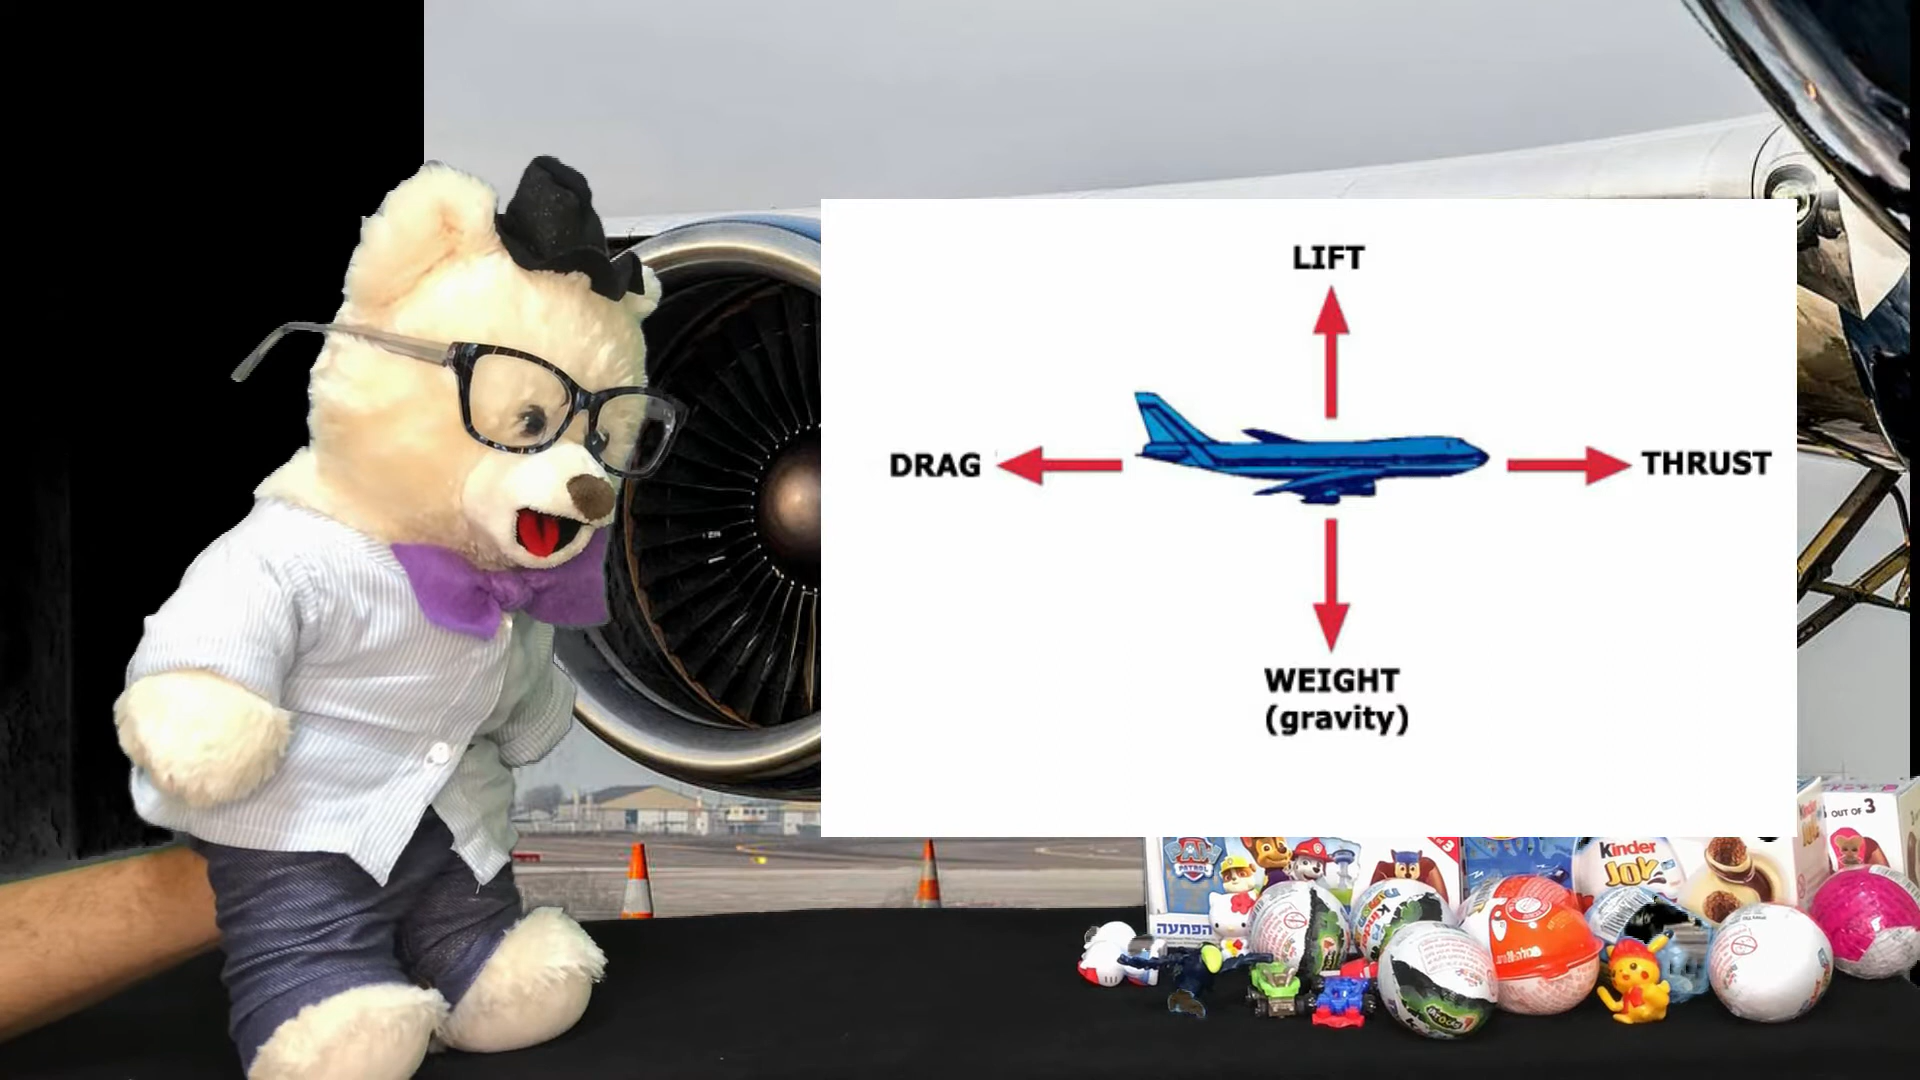 LIFT
DRAG
THRUST
WEIGHT
(gravity)
OUT OF 3
PAW
PATROL
kinder
JOY
הפתעה